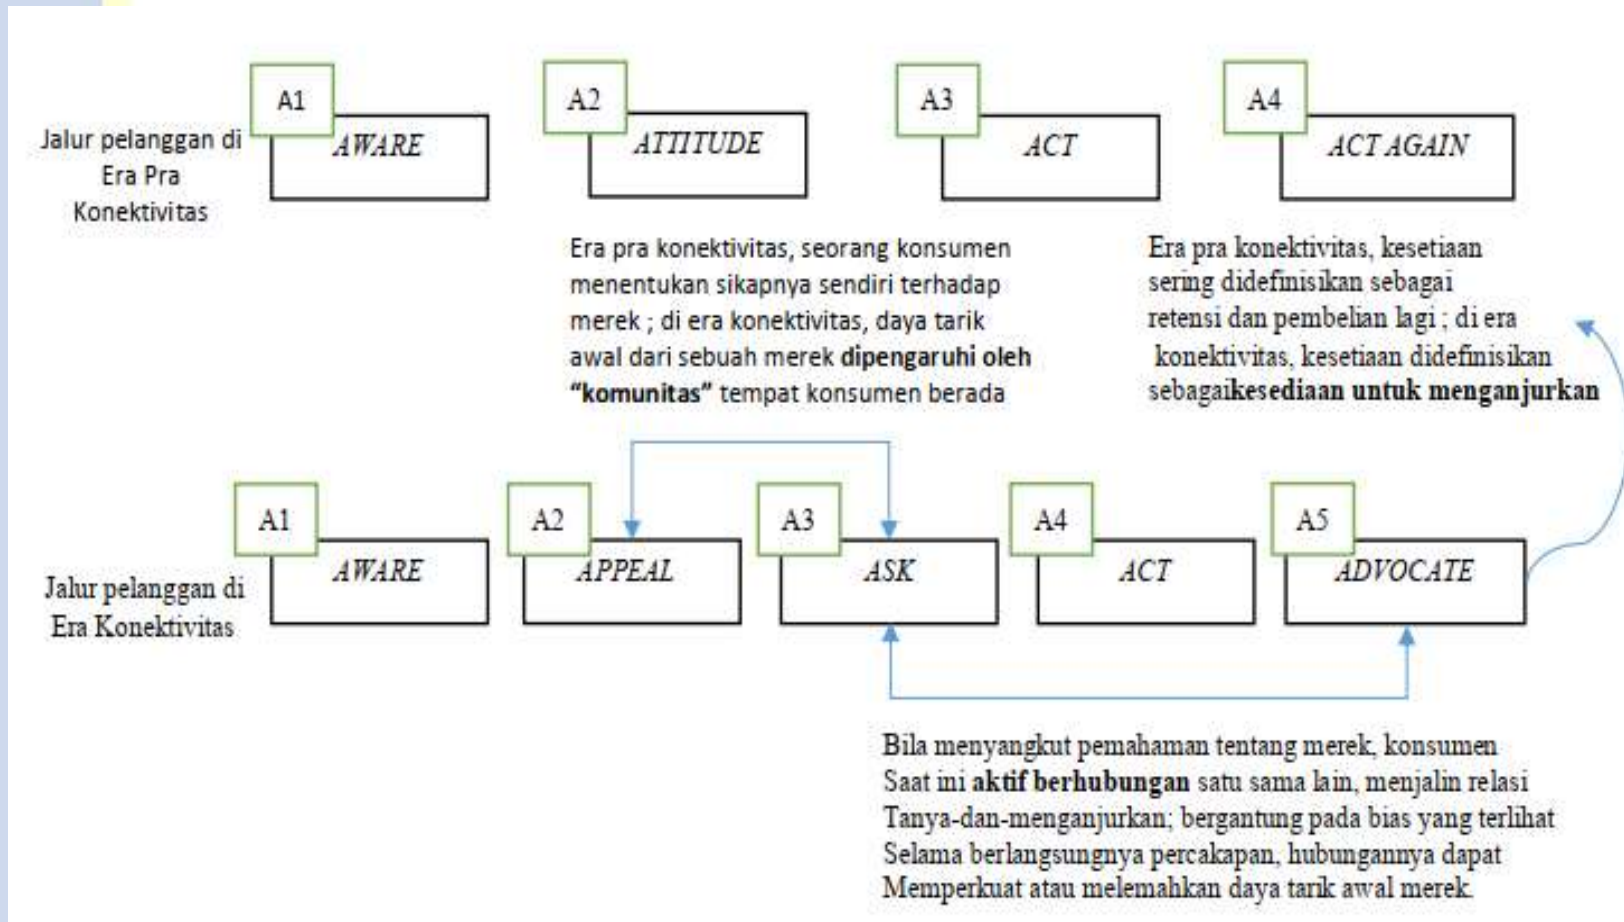 A1
AWARE
A2
ATTITUDE
A3
ACT
A4
ACT AGAIN
Jalur pelanggan di
Era Pra
Konektivitas
Era pra konektivitas, seorang konsumen
menentukan sikapnya sendiri terhadap
merek ; di era konektivitas, daya tarik
awal dari sebuah merek dipengaruhi oleh
“komunitas” tempat konsumen berada
Era pra konektivitas, kesetiaan
sering didefinisikan sebagai
retensi dan pembelian lagi ; di era
konektivitas, kesetiaan didefinisikan
sebagaikesediaan untuk menganjurkan
A1
AWARE
A2
APPEAL
A3
ASK
A4
ACT
A5
ADVOCATE
Jalur pelanggan di
Era Konektivitas
Bila menyangkut pemahaman tentang merek, konsumen
Saat ini aktif berhubungan satu sama lain, menjalin relasi
Tanya-dan-menganjurkan; bergantung pada bias yang terlihat
Selama berlangsungnya percakapan, hubungannya dapat
Memperkuat atau melemahkan daya tarik awal merek.